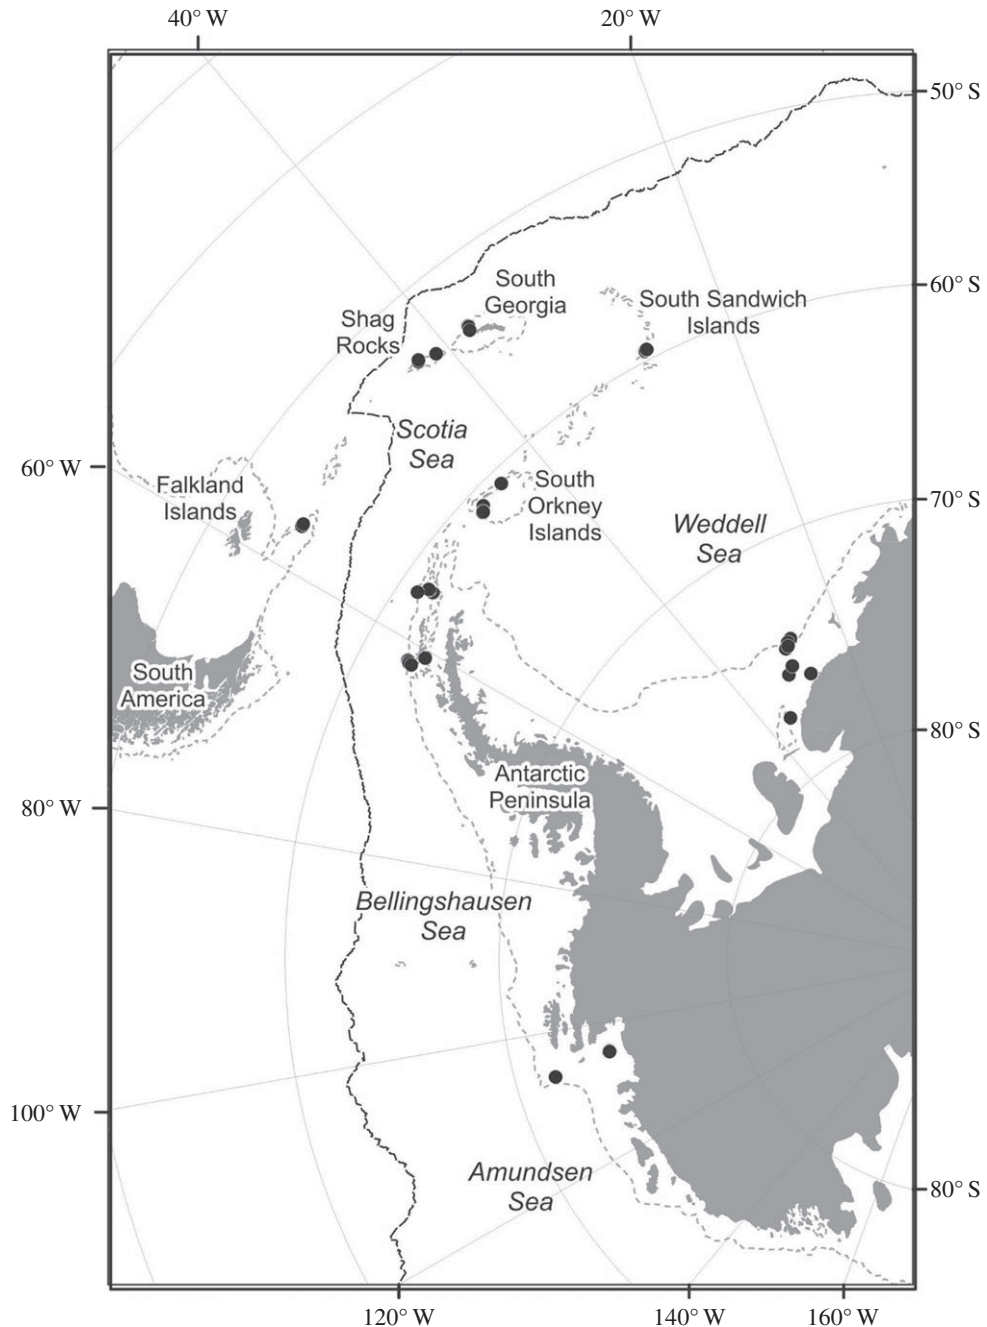 40° W
20° W
50° S
South
Georgia
60° S
South Sandwich
Islands
Shag
Rocks
Scotia
Sea
60° W
Falkland
Islands
South
Orkney
Islands
70° S
Weddell
Sea
South
America
80° S
Antarctic
Peninsula
80° W
Bellingshausen
Sea
100° W
Amundsen
Sea
80° S
120° W
140° W
160° W